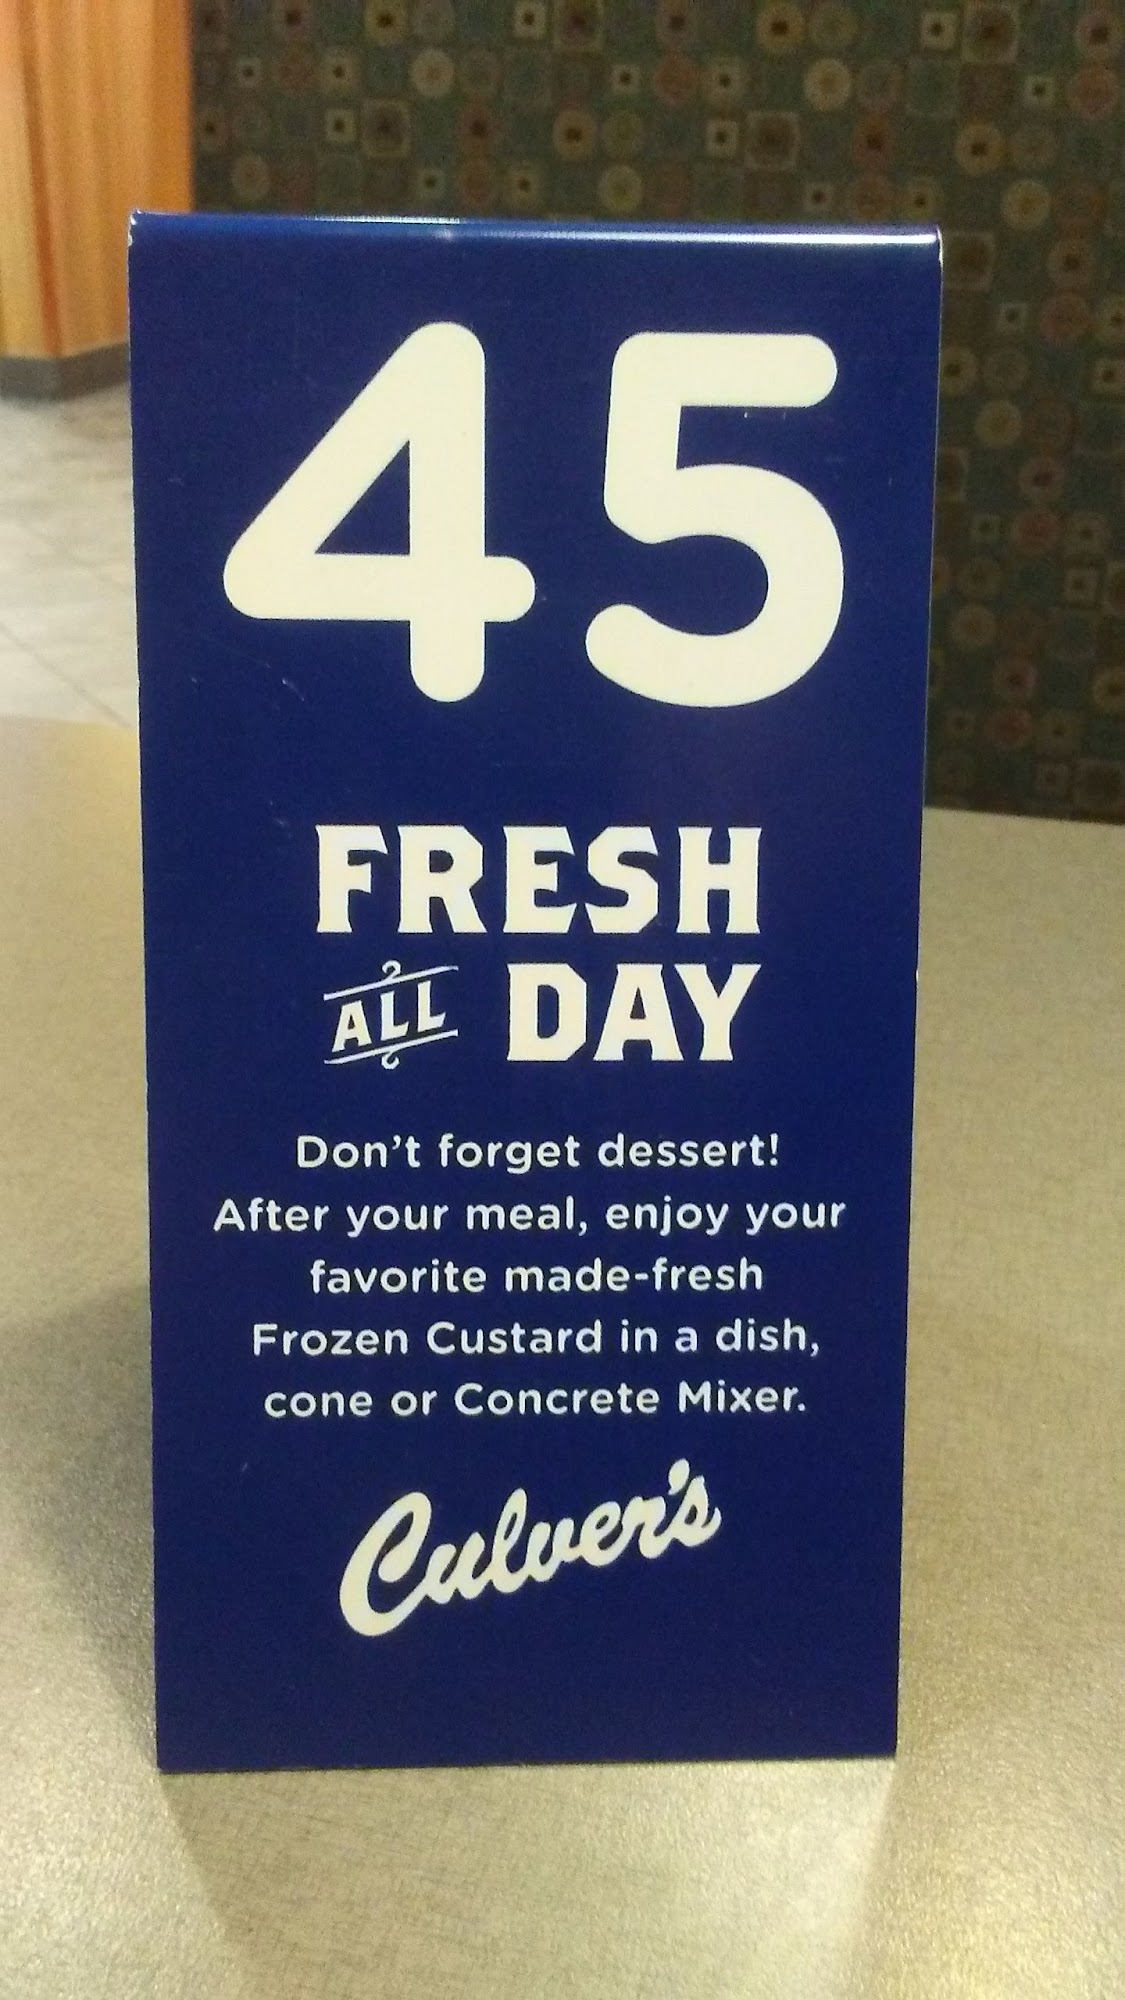 45
FRESH
ALL DAY
Don't forget dessert!
After your meal, enjoy your
favorite made-fresh
Frozen Custard in a dish,
cone or Concrete Mixer.
Culver's